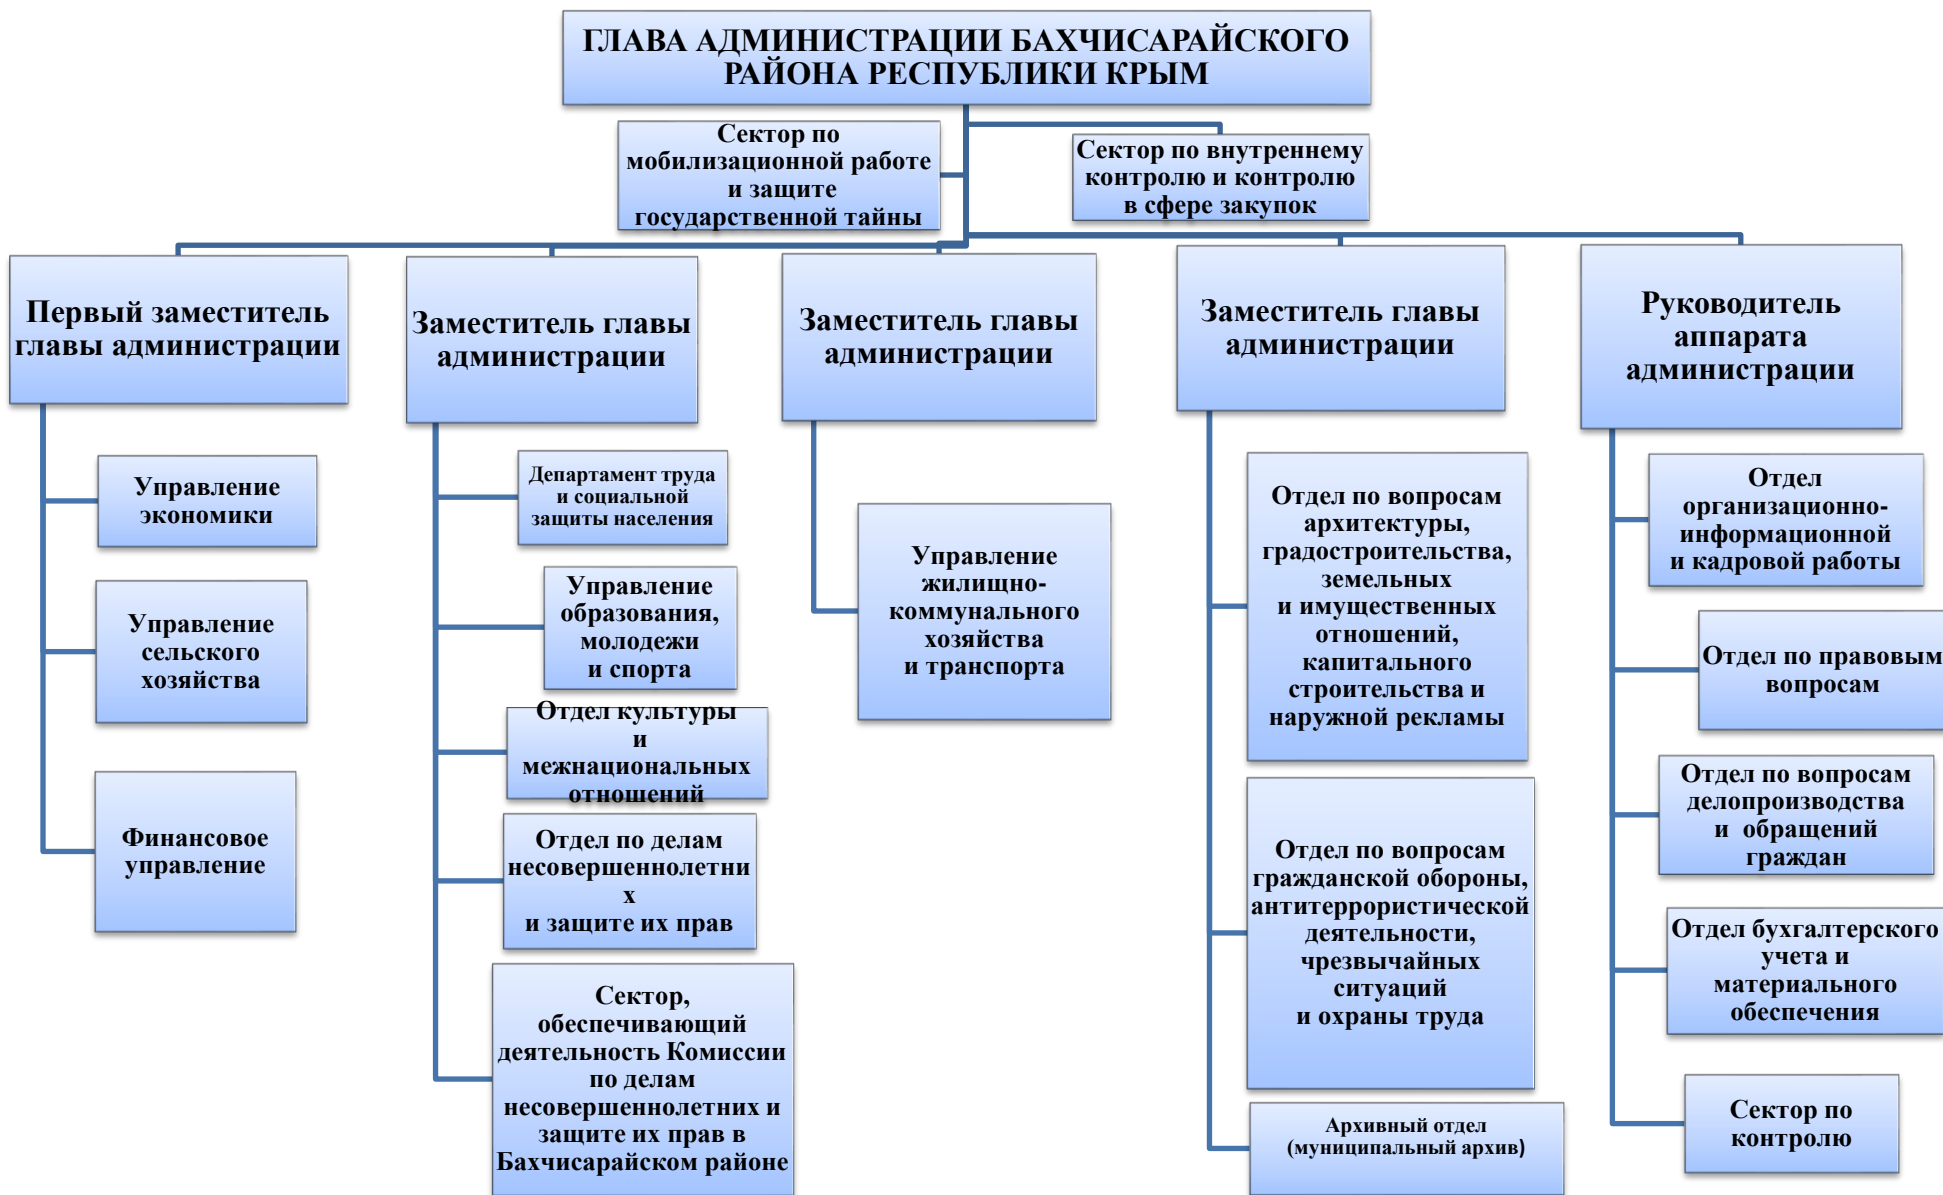 ГЛАВА АДМИНИСТРАЦИИ БАХЧИСАРАЙСКОГО
РАЙОНА РЕСПУБЛИКИ КРЫМ
Сектор по
мобилизационной работе
и защите
государственной тайны
Сектор по внутреннему
контролю и контролю
в сфере закупок
Первый заместитель
главы администрации
Управление
экономики
Управление
сельского
хозяйства
Финансовое
управление
Заместитель главы
администрации
Департамент труда
и социальной
защиты населения
Управление
образования,
молодежи
и спорта
Отдел культуры
и
межнациональных
отношений
Отдел по делам
несовершеннолетни
х
и защите их прав
Сектор,
обеспечивающий
деятельность Комиссии
по делам
несовершеннолетних и
защите их прав в
Бахчисарайском районе
Заместитель главы
администрации
Управление
жилищно-
коммунального
хозяйства
и транспорта
Заместитель главы
администрации
Отдел по вопросам
архитектуры,
градостроительства,
земельных
и имущественных
отношений,
капитального
строительства и
наружной рекламы
Отдел по вопросам
гражданской обороны,
антитеррористической
деятельности,
чрезвычайных
ситуаций
и охраны труда
Архивный отдел
(муниципальный архив)
Руководитель
аппарата
администрации
Отдел
организационно-
информационной
и кадровой работы
Отдел по правовым
вопросам
Отдел по вопросам
делопроизводства
и обращений
граждан
Отдел бухгалтерского
учета и
материального
обеспечения
Сектор по
контролю